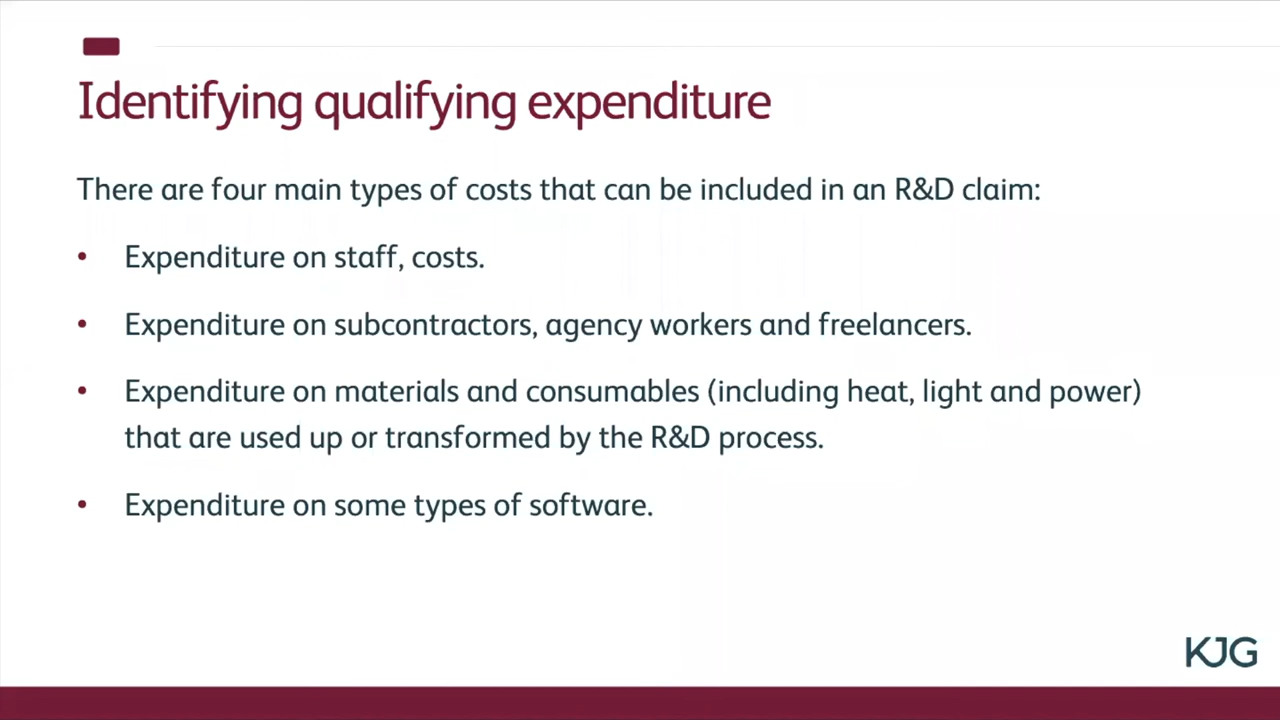 Identifying qualifying expenditure
There are four main types of costs that can be included in an R&D claim:
• Expenditure on staff, costs.
• Expenditure on subcontractors, agency workers and freelancers.
• Expenditure on materials and consumables (including heat, light and power)
that are used up or transformed by the R&D process.
• Expenditure on some types of software.
KJG